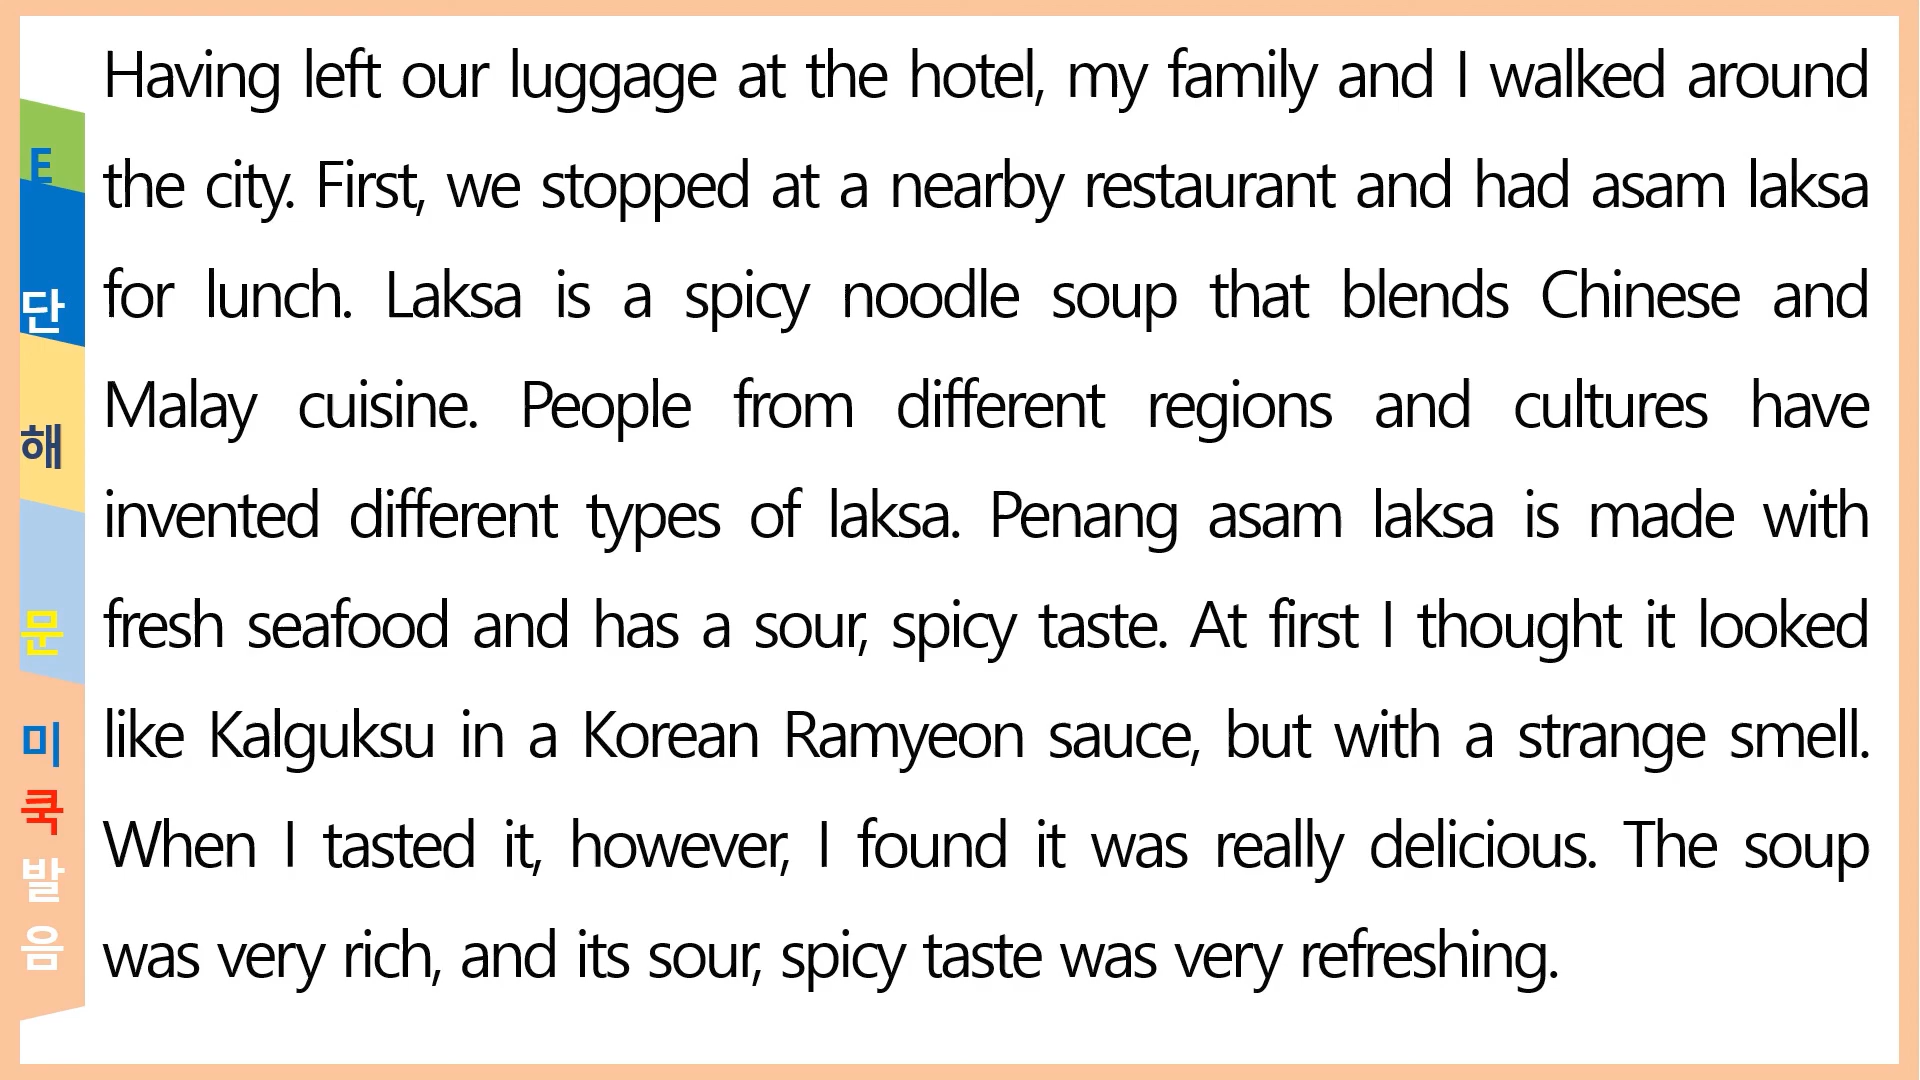 Having left our luggage at the hotel, my family and I walked around
the city. First, we stopped at a nearby restaurant and had asam laksa
for lunch. Laksa is a spicy noodle soup that blends Chinese and
Malay cuisine. People from different regions and cultures have
invented different types of laksa. Penang asam laksa is made with
fresh seafood and has a sour, spicy taste. At first I thought it looked
like Kalguksu in a Korean Ramyeon sauce, but with a strange smell.
When I tasted it, however, I found it was really delicious. The soup
was very rich, and its sour, spicy taste was very refreshing.
E
단
해
문
미
쿡
발
음